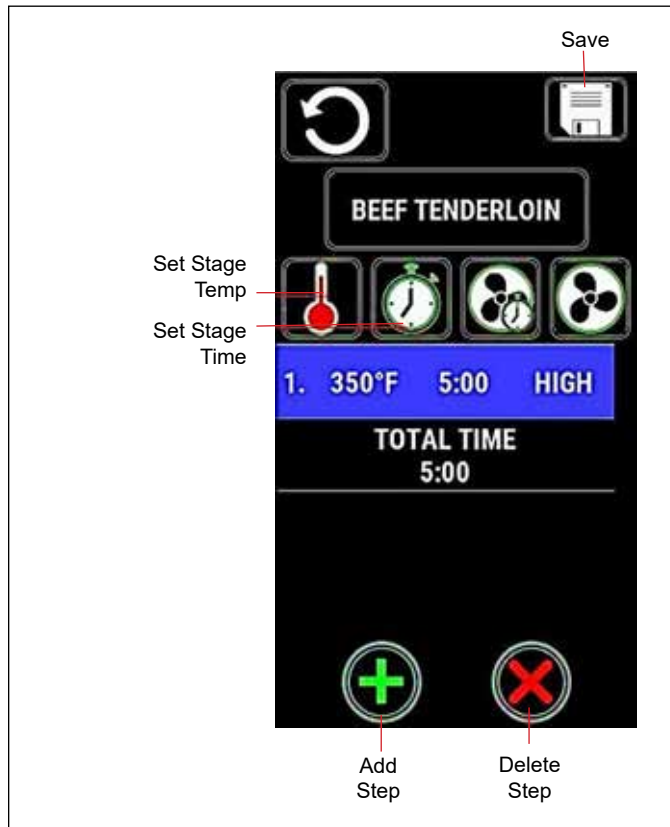 Save
BEEF TENDERLOIN
Set Stage
Temp
Set Stage
Time
1. 350°F 5:00 HIGH
TOTAL TIME
5:00
Add
Step
Delete
Step